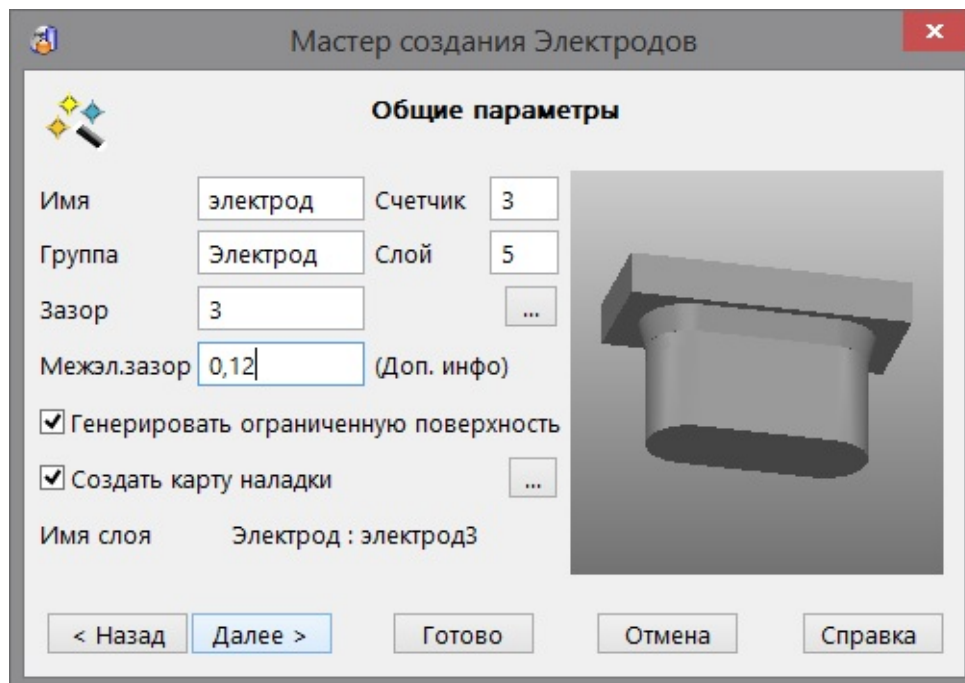 Мастер создания Электродов
Общие параметры
Имя электрод Счетчик 3
Группа Электрод Слой 5
Зазор 3 ...
Межэл.зазор 0,12 (Доп. инфо)
Генерировать ограниченную поверхность
Создать карту наладки ...
Имя слоя Электрод : электрод3
< Назад Далее > Готово Отмена Справка